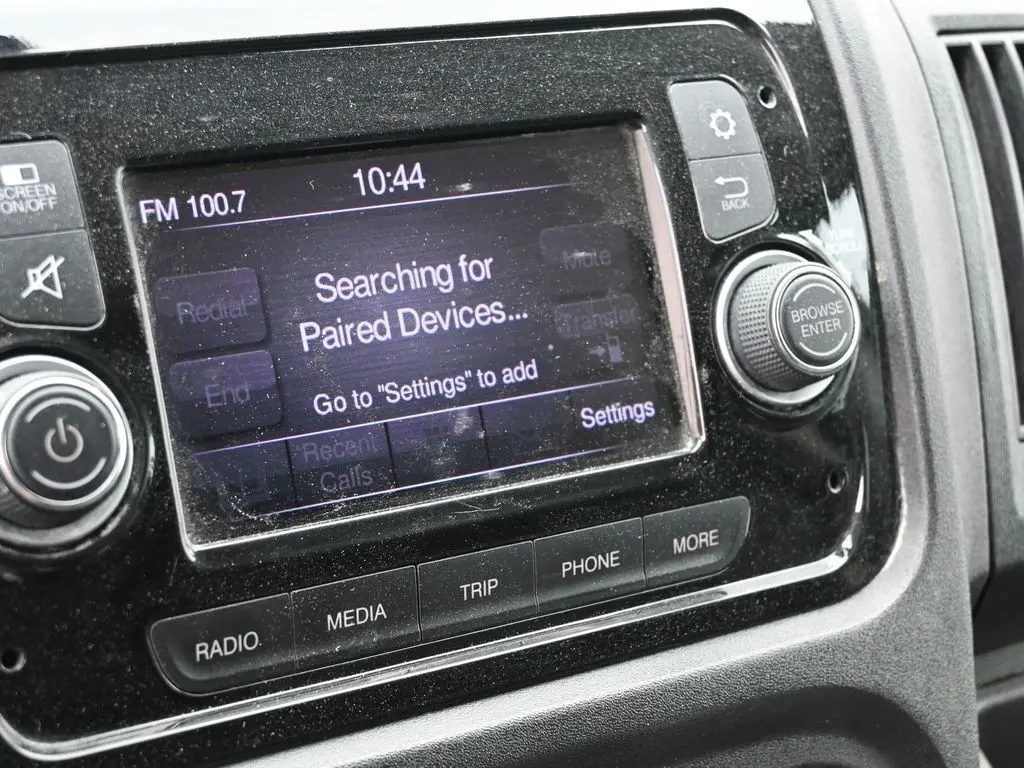 SCREEN
ON/OFF
FM 100.7
10:44
BACK
Redial
Searching for
Paired Devices...
Mute
Transfer
BROWSE
ENTER
End
Go to "Settings" to add
Recent
Calls
Settings
RADIO
MEDIA
TRIP
PHONE
MORE